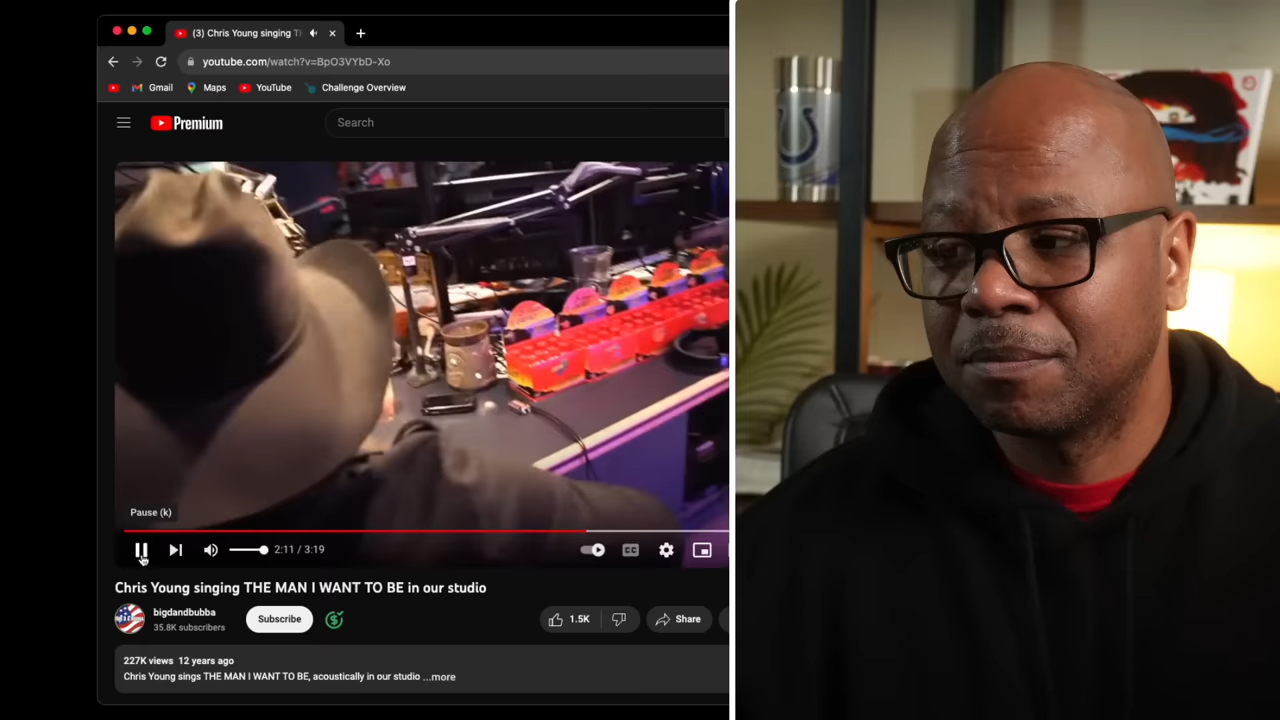 (3) Chris Young singing TH
youtube.com/watch?v=BpO3VYbD-Xo
Gmail Maps YouTube Challenge Overview
Premium
Search
Pause (k)
2:11 / 3:19
CC
Chris Young singing THE MAN I WANT TO BE in our studio
bigdandbubba
35.8K subscribers
Subscribe
1.5K
Share
227K views 12 years ago
Chris Young sings THE MAN I WANT TO BE, acoustically in our studio ...more